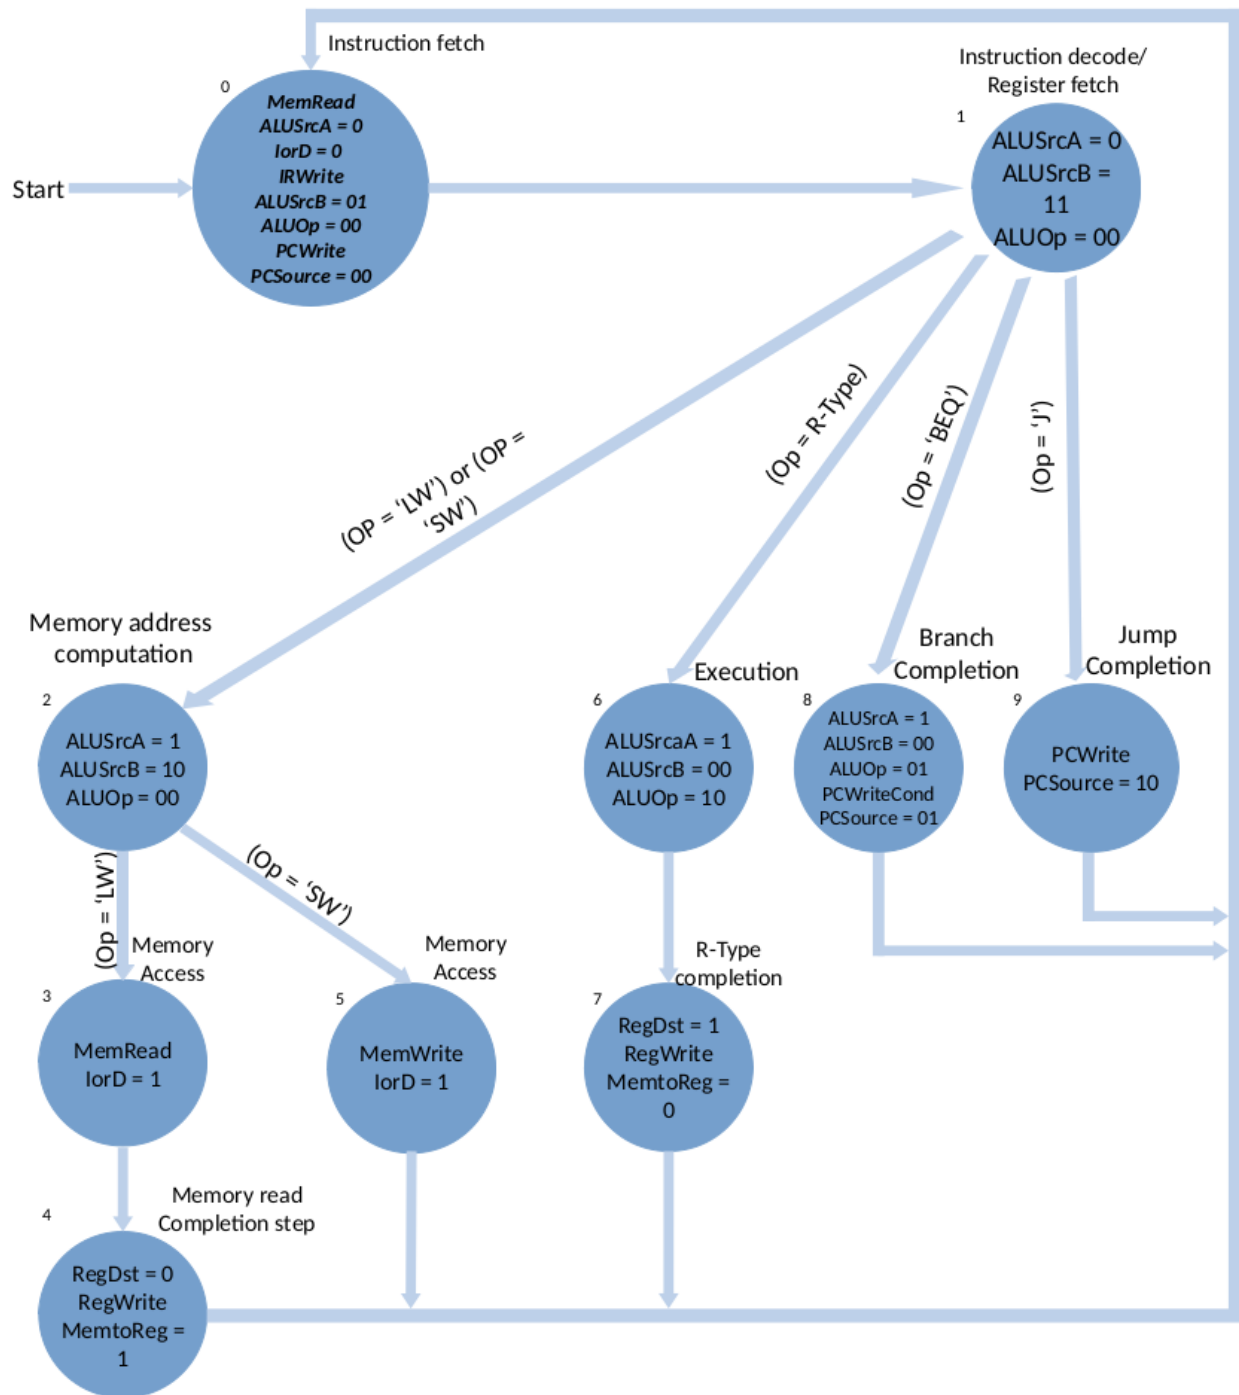 Instruction fetch
0
MemRead
ALUSrcA = 0
IorD = 0
IRWrite
ALUSrcB = 01
ALUOp = 00
PCWrite
PCSource = 00
Start
Instruction decode/
Register fetch
1
ALUSrcA = 0
ALUSrcB =
11
ALUOp = 00
(OP = ‘LW’) or (OP =
‘SW’)
(Op = R-Type)
(Op = ‘BEQ’)
(Op = ‘J’)
Memory address
computation
2
ALUSrcA = 1
ALUSrcB = 10
ALUOp = 00
Execution
6
ALUSrcaA = 1
ALUSrcB = 00
ALUOp = 10
Branch
Completion
8
ALUSrcA = 1
ALUSrcB = 00
ALUOp = 01
PCWriteCond
PCSource = 01
Jump
Completion
9
PCWrite
PCSource = 10
(Op = ‘LW’)
(Op = ‘SW’)
Memory
Access
3
MemRead
IorD = 1
Memory
Access
5
MemWrite
IorD = 1
R-Type
completion
7
RegDst = 1
RegWrite
MemtoReg =
0
Memory read
Completion step
4
RegDst = 0
RegWrite
MemtoReg =
1